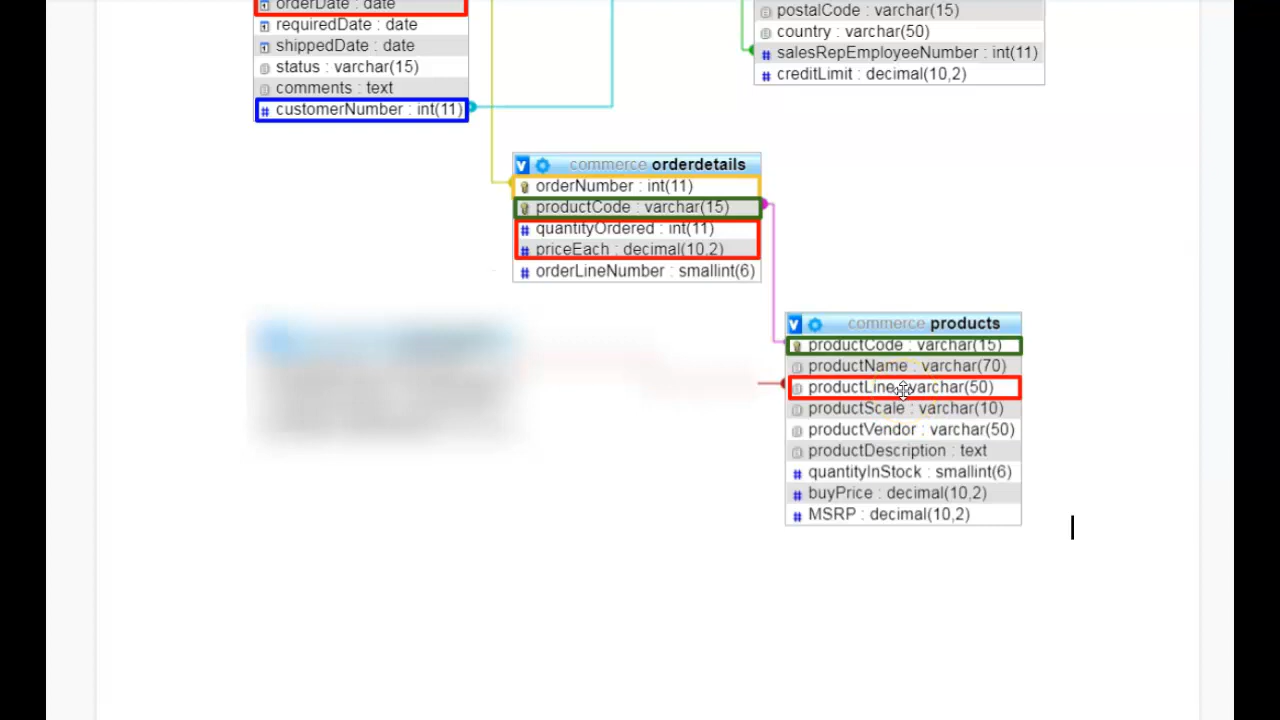 orderDate : date
requiredDate : date
shippedDate : date
status : varchar(15)
comments : text
customerNumber : int(11)
postalCode : varchar(15)
country : varchar(50)
salesRepEmployeeNumber : int(11)
creditLimit : decimal(10,2)
commerce orderdetails
orderNumber : int(11)
productCode : varchar(15)
quantityOrdered : int(11)
priceEach : decimal(10,2)
orderLineNumber : smallint(6)
commerce products
productCode : varchar(15)
productName : varchar(70)
productLine : varchar(50)
productScale : varchar(10)
productVendor : varchar(50)
productDescription : text
quantityInStock : smallint(6)
buyPrice : decimal(10,2)
MSRP : decimal(10,2)